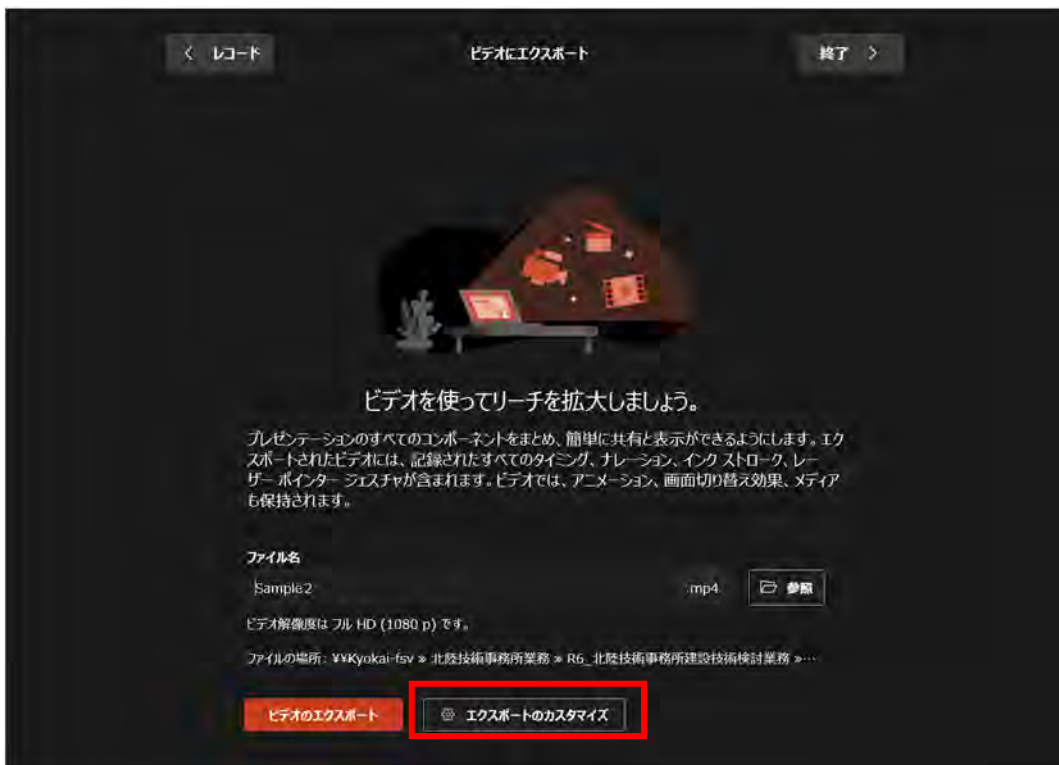 レコード
ビデオにエクスポート
終了
ビデオを使ってリーチを拡大しましょう。
プレゼンテーションのすべてのコンポーネントをまとめ、簡単に共有と表示ができるようにします。エク
スポートされたビデオには、記録されたすべてのタイミング、ナレーション、インク ストローク、レー
ザー ポインター ジェスチャが含まれます。ビデオでは、アニメーション、画面切り替え効果、メディア
も保持されます。
ファイル名
Sample2 .mp4 参照
ビデオ解像度は フル HD (1080 p) です。
ファイルの場所: ¥¥Kyokai-fsv » 北陸技術事務所業務 » R6_北陸技術事務所建設技術検討業務 »…
ビデオのエクスポート エクスポートのカスタマイズ